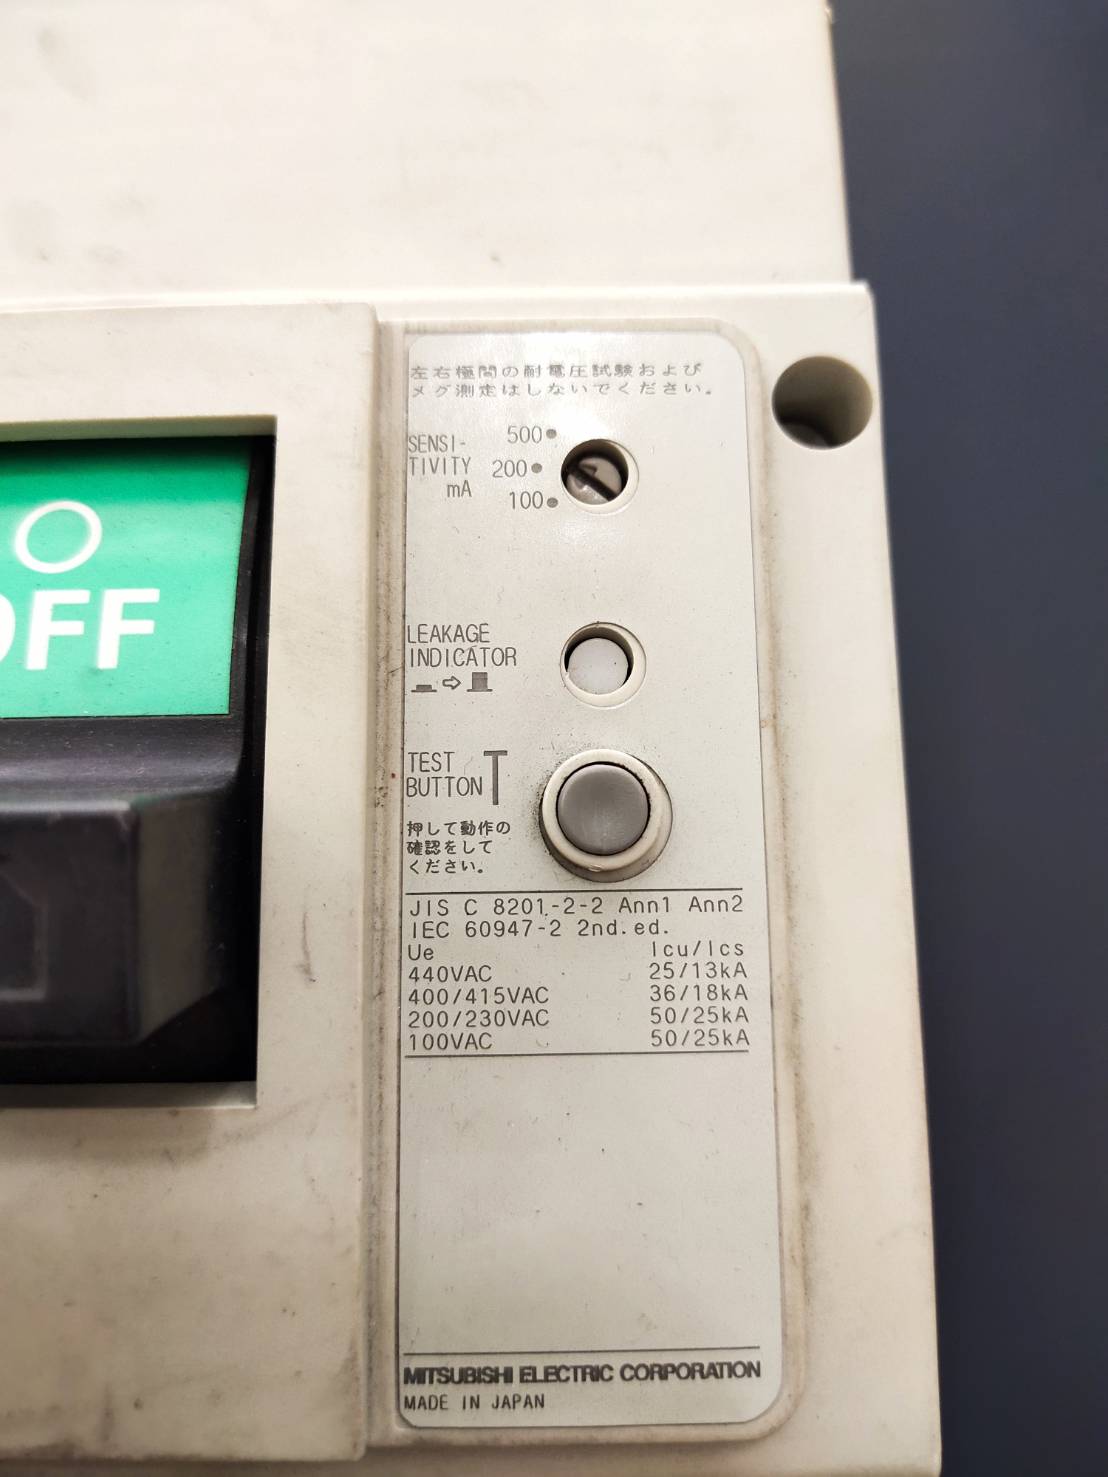 左右極間の耐電圧試験および
メグ測定はしないでください。
SENSI-
TIVITY
mA
500
200
100
OFF
LEAKAGE
INDICATOR
TEST
BUTTON
押して動作の
確認をして
ください。
JIS C 8201-2-2 Ann1 Ann2
IEC 60947-2 2nd.ed.
Ue Icu/Ics
440VAC 25/13kA
400/415VAC 36/18kA
200/230VAC 50/25kA
100VAC 50/25kA
MITSUBISHI ELECTRIC CORPORATION
MADE IN JAPAN